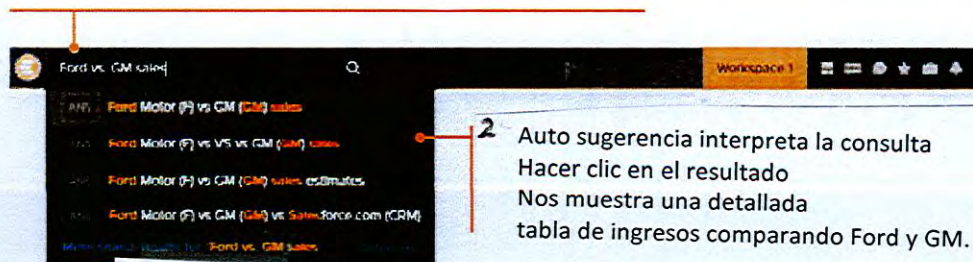 Ford vs. GM sales
Workspace 1
Ford Motor (F) vs GM (GM) sales
Ford Motor (F) vs VS vs GM (GM) sales
Ford Motor (F) vs GM (GM) sales estimates
Ford Motor (F) vs GM (GM) vs Salesforce.com (CRM)
"Ford vs. GM sales
2
Auto sugerencia interpreta la consulta
Hacer clic en el resultado
Nos muestra una detallada
tabla de ingresos comparando Ford y GM.